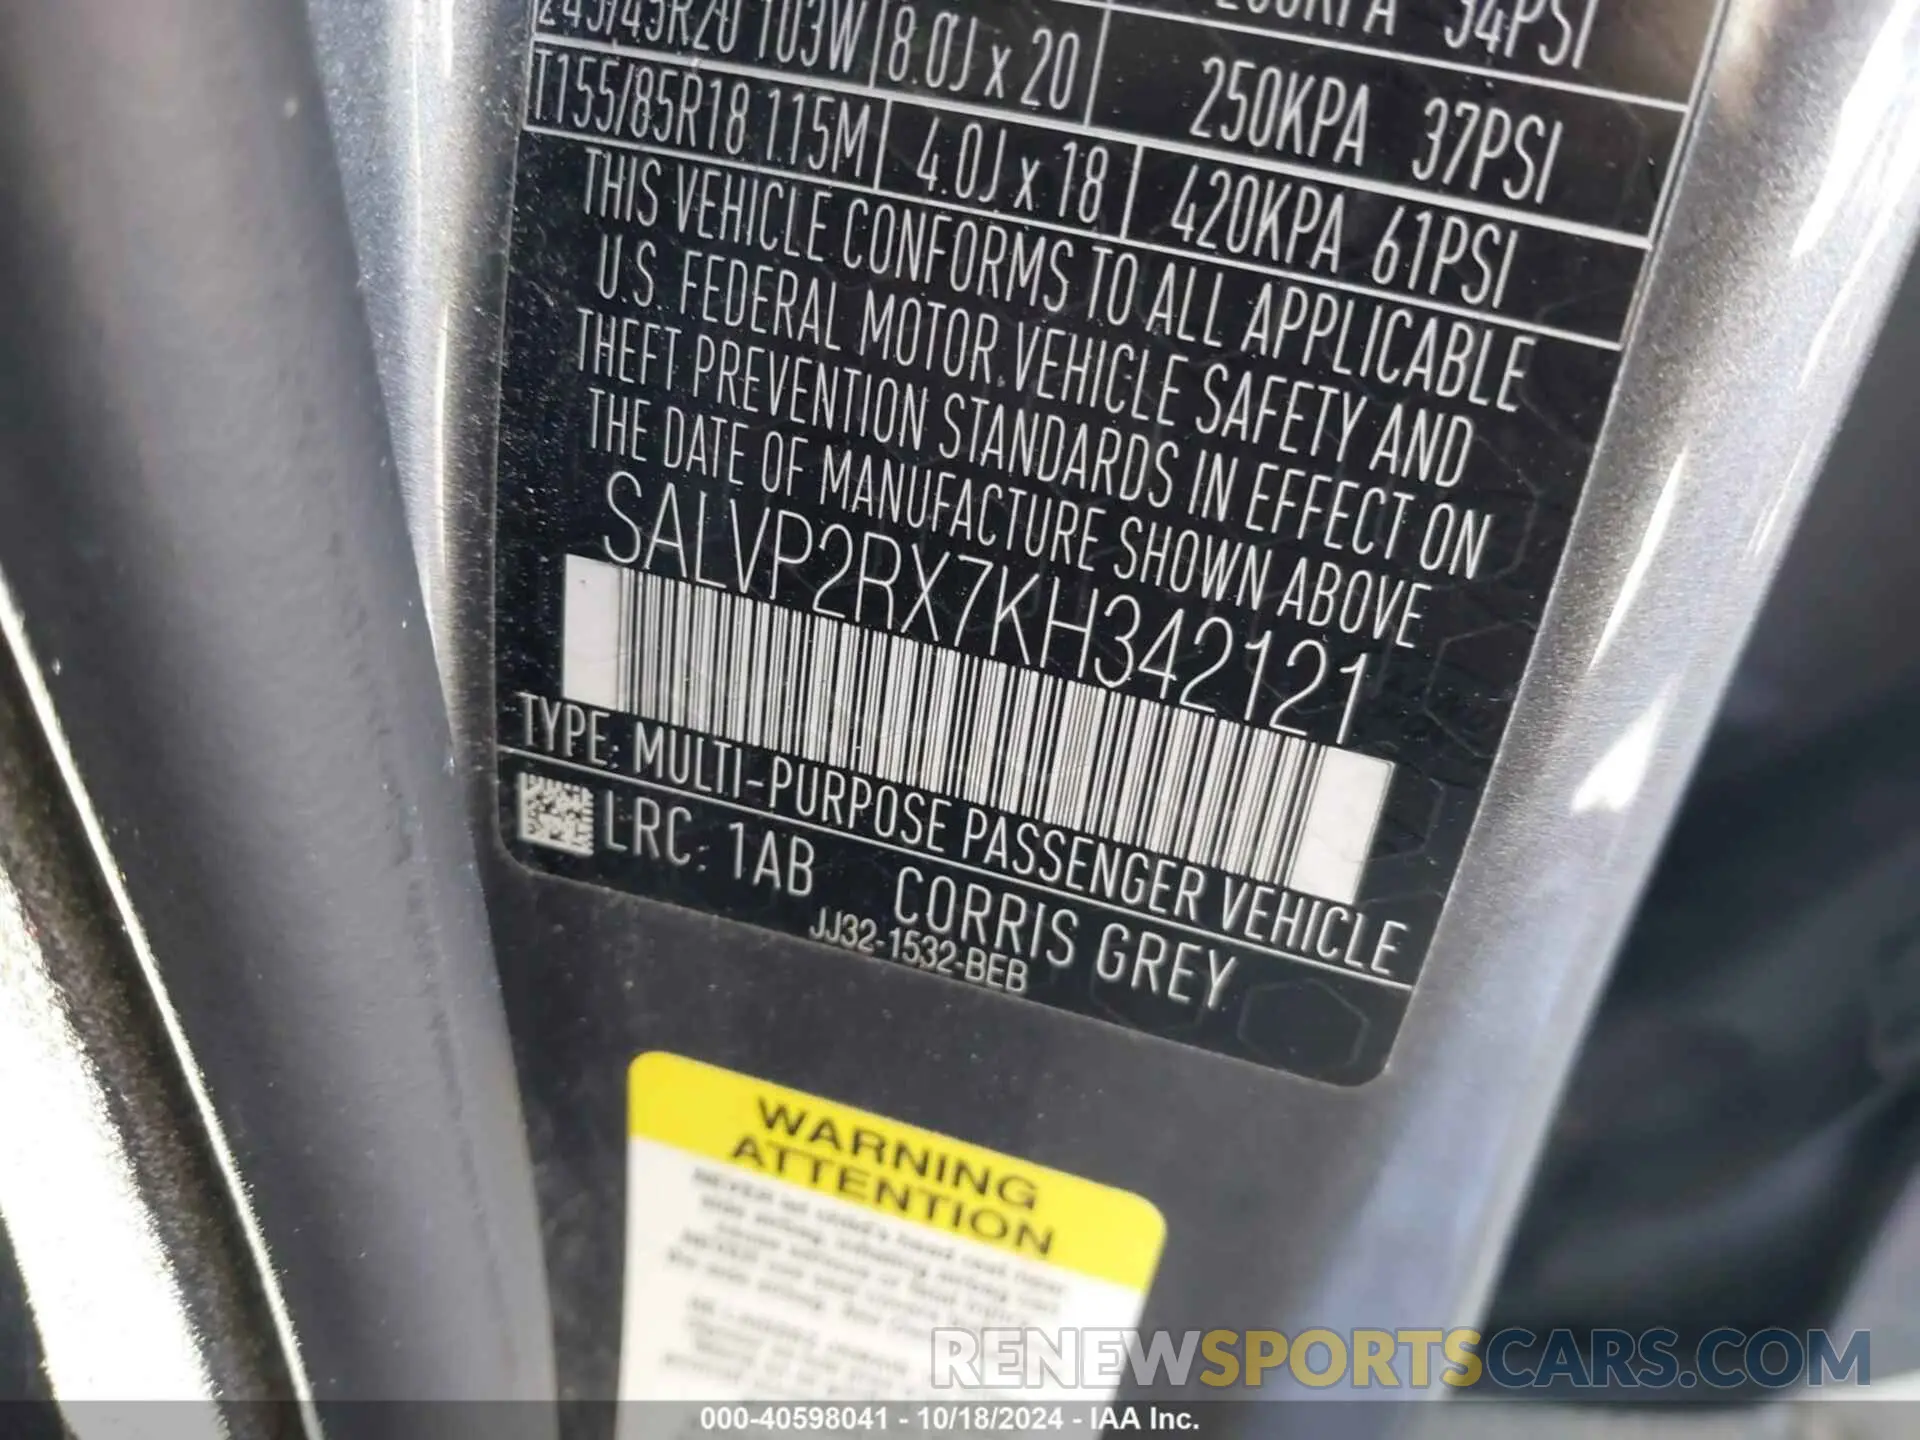 245/45R20 103W 8.0J x 20 250KPA 37PSI
34PSI
T155/85R18 115M 4.0J x 18 420KPA 61PSI
THIS VEHICLE CONFORMS TO ALL APPLICABLE
U.S. FEDERAL MOTOR VEHICLE SAFETY AND
THEFT PREVENTION STANDARDS IN EFFECT ON
THE DATE OF MANUFACTURE SHOWN ABOVE
SALVP2RX7KH342121
TYPE: MULTI-PURPOSE PASSENGER VEHICLE
LRC: 1AB CORRIS GREY
JJ32-1532-BEB
WARNING
ATTENTION
RENEWSPORTSCARS.COM
000-40598041 - 10/18/2024 - IAA Inc.